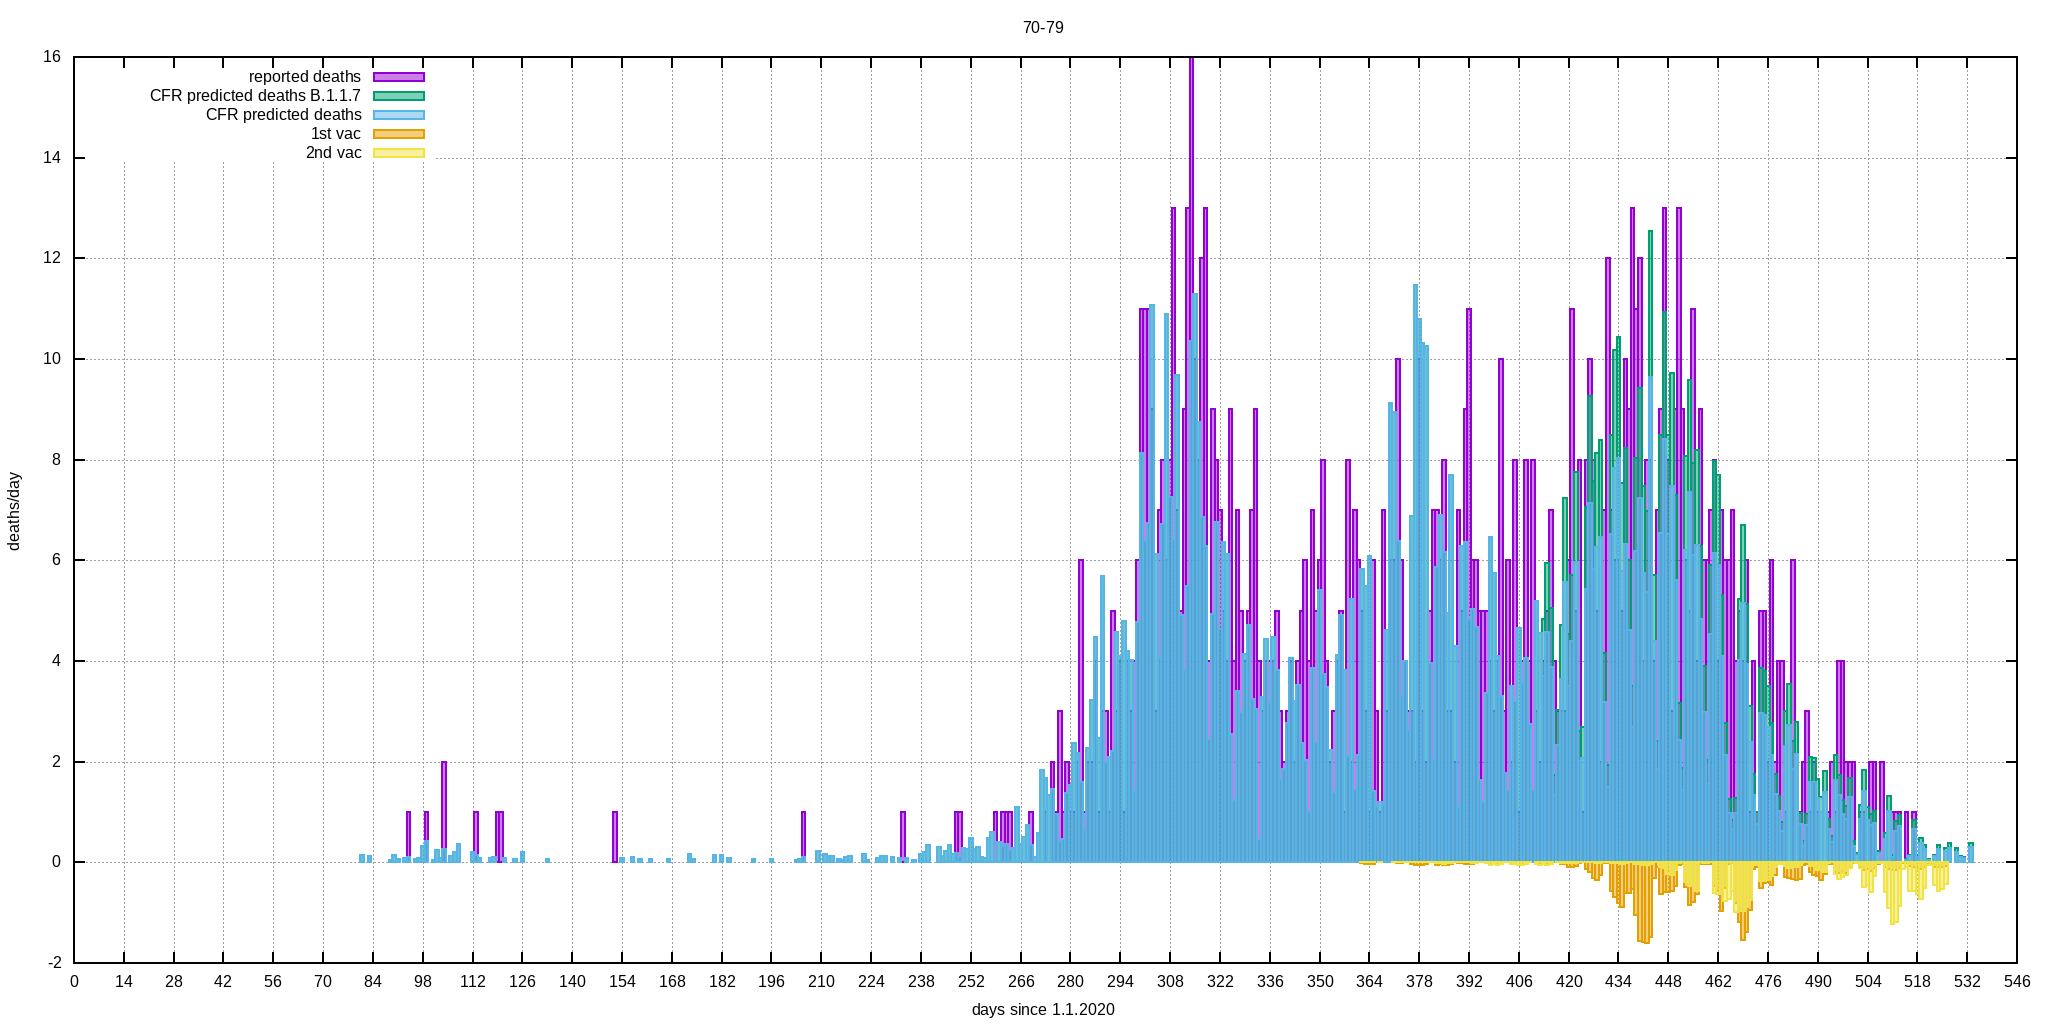 70-79
reported deaths
CFR predicted deaths B.1.1.7
CFR predicted deaths
1st vac
2nd vac
16
14
12
10
8
6
4
2
0
-2
deaths/day
0 14 28 42 56 70 84 98 112 126 140 154 168 182 196 210 224 238 252 266 280 294 308 322 336 350 364 378 392 406 420 434 448 462 476 490 504 518 532 546
days since 1.1.2020